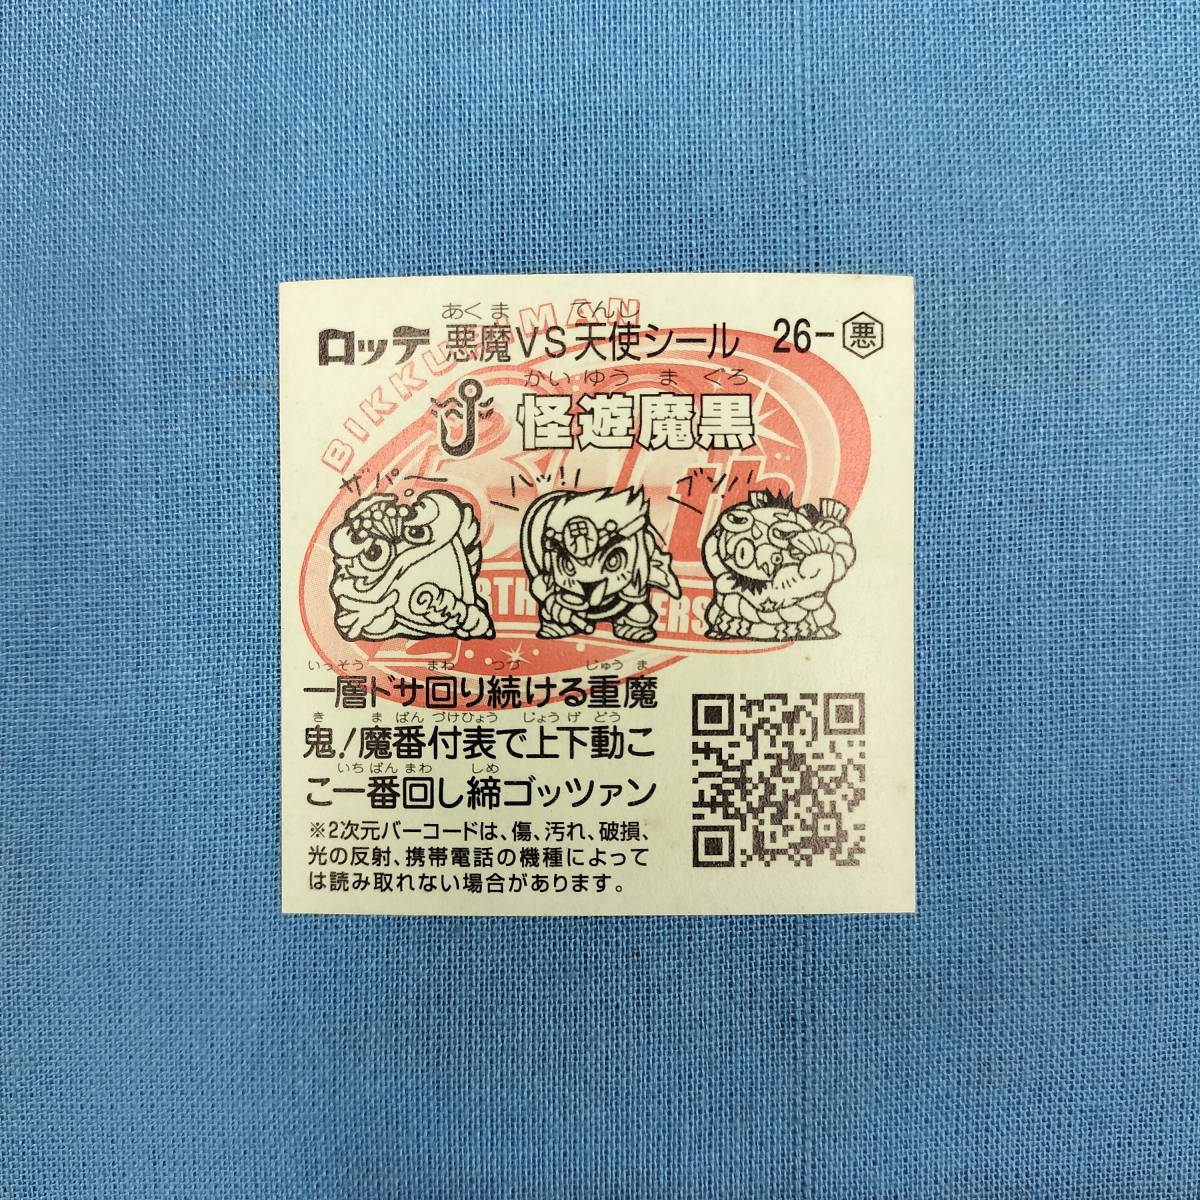 あくま てんし
ロッテ 悪魔VS天使シール 26-悪
BIKKURIMAN
かいゆうまぐろ
怪遊魔黒
ザパァー ハッ!! ブン!!
界
いっそう まわ つづ じゅうま
一層ドサ回り続ける重魔
き まばんづけひょう じょうげどう
鬼!魔番付表で上下動こ
いちばんまわ しめ
こ一番回し締ゴッツァン
※2次元バーコードは、傷、汚れ、破損、
光の反射、携帯電話の機種によって
は読み取れない場合があります。